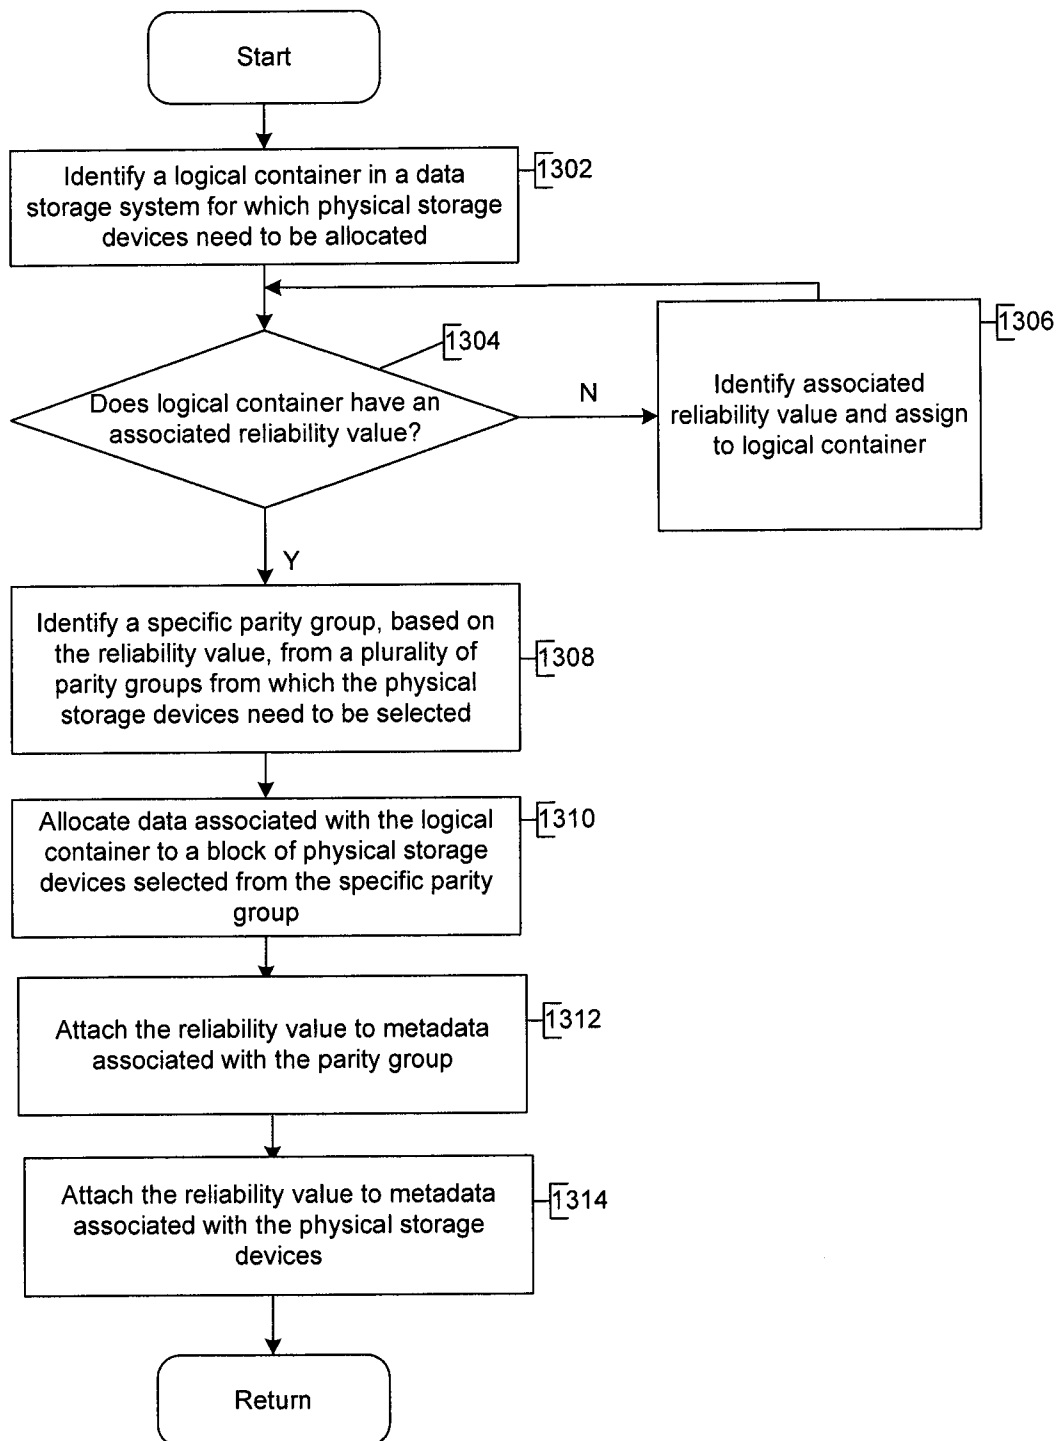 Start
Identify a logical container in a data
storage system for which physical storage
devices need to be allocated
1302
1304
Does logical container have an
associated reliability value?
N
1306
Identify associated
reliability value and assign
to logical container
Y
Identify a specific parity group, based on
the reliability value, from a plurality of
parity groups from which the physical
storage devices need to be selected
1308
Allocate data associated with the logical
container to a block of physical storage
devices selected from the specific parity
group
1310
Attach the reliability value to metadata
associated with the parity group
1312
Attach the reliability value to metadata
associated with the physical storage
devices
1314
Return